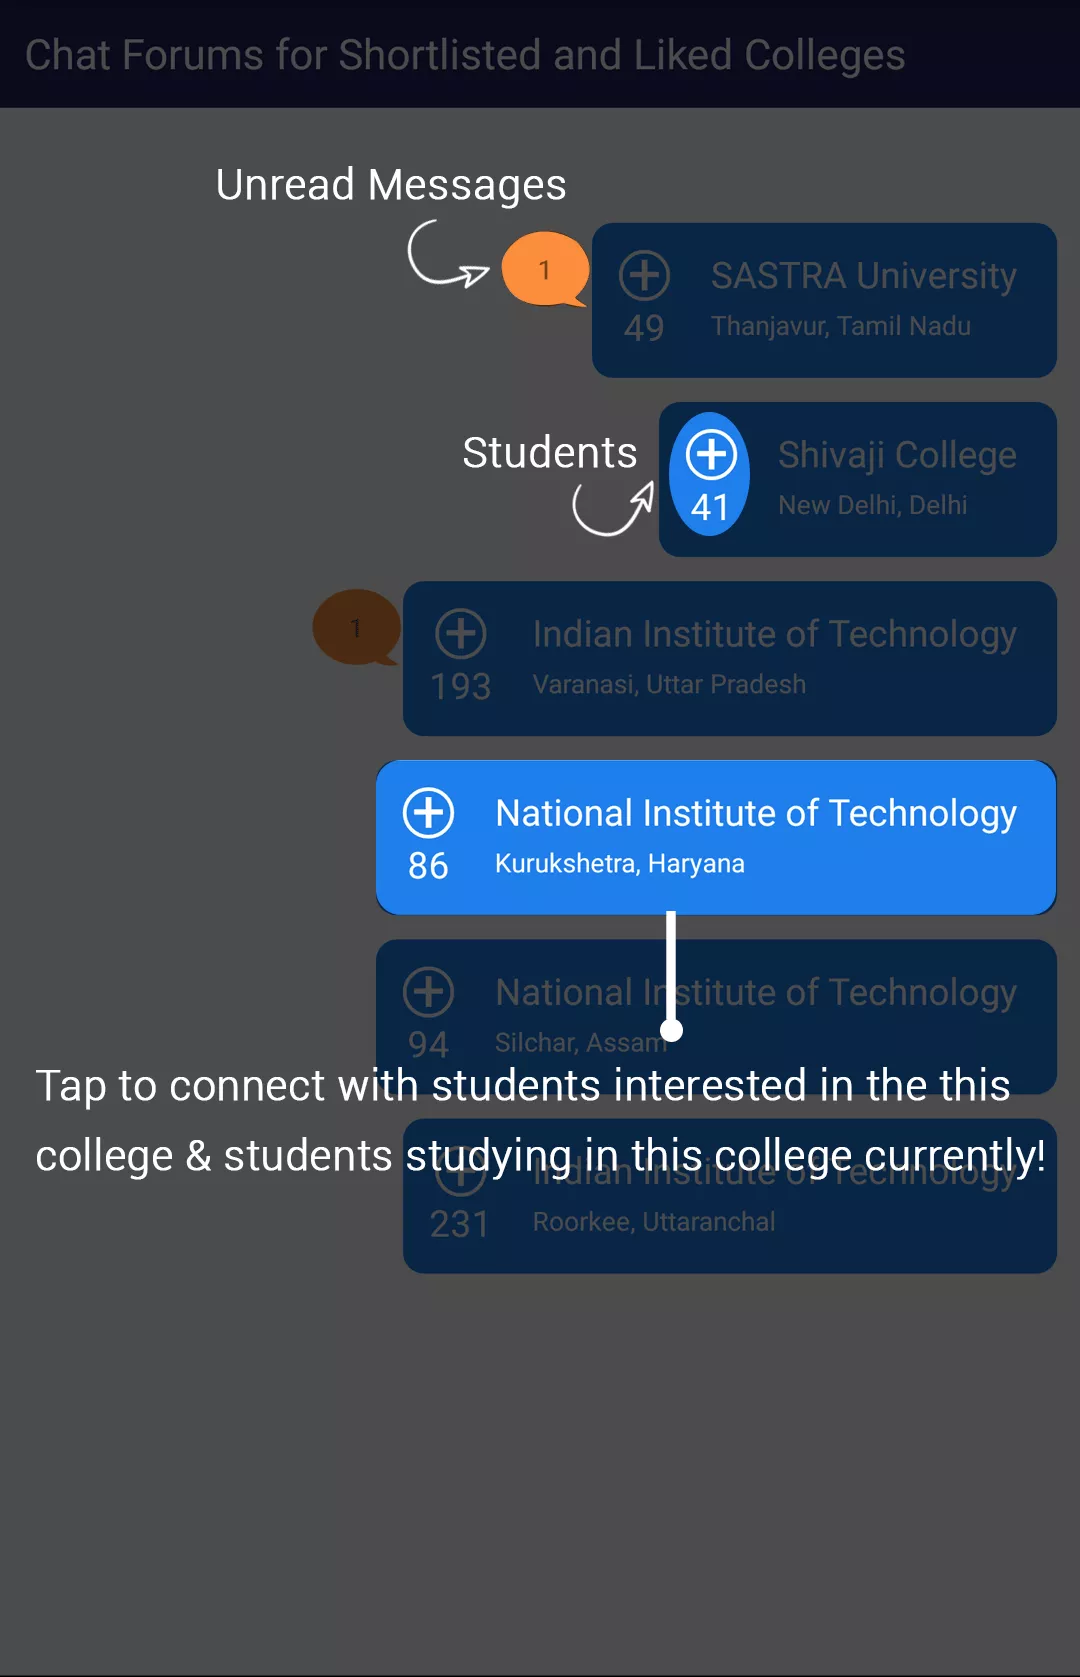 Chat Forums for Shortlisted and Liked Colleges
Unread Messages
1
SASTRA University
49
Thanjavur, Tamil Nadu
Students
Shivaji College
41
New Delhi, Delhi
1
Indian Institute of Technology
193
Varanasi, Uttar Pradesh
National Institute of Technology
86
Kurukshetra, Haryana
National Institute of Technology
94
Silchar, Assam
Tap to connect with students interested in the this
college & students studying in this college currently!
Indian Institute of Technology
231
Roorkee, Uttaranchal